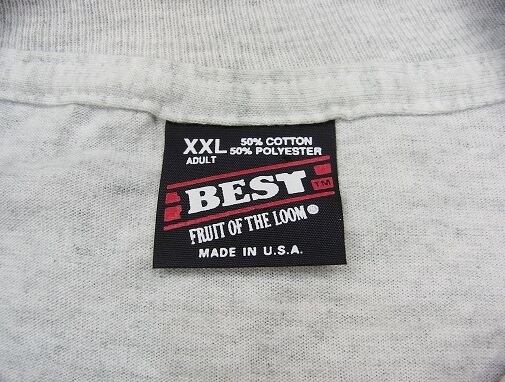 XXL 50% COTTON
ADULT 50% POLYESTER
BEST
TM
FRUIT OF THE LOOM®
MADE IN U.S.A.